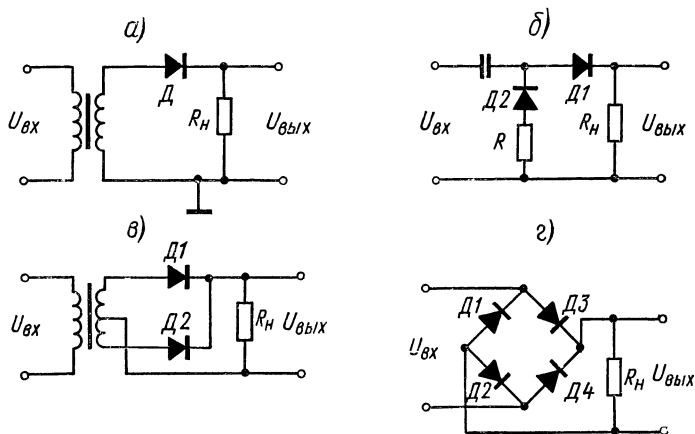 а)
Uвх
Д
Rн
Uвых
б)
Uвх
Д2
Д1
R
Rн
Uвых
в)
Uвх
Д1
Д2
Rн
Uвых
г)
Uвх
Д1
Д3
Д2
Д4
Rн
Uвых